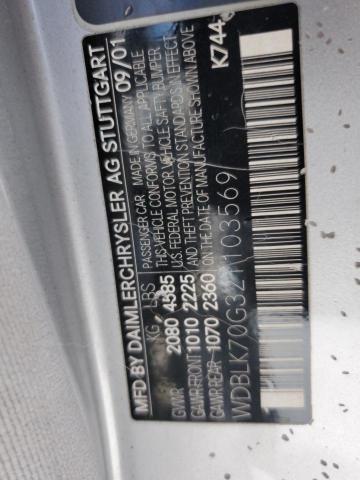 MFD BY DAIMLERCHRYSLER AG STUTTGART
09/01
KG LBS
GVWR 2080 4585
GAWR-FRONT 1010 2225
GAWR-REAR 1070 2360
PASSENGER CAR MADE IN GERMANY
THIS VEHICLE CONFORMS TO ALL APPLICABLE
U.S. FEDERAL MOTOR VEHICLE SAFETY, BUMPER
AND THEFT PREVENTION STANDARDS IN EFFECT
ON THE DATE OF MANUFACTURE SHOWN ABOVE
K744